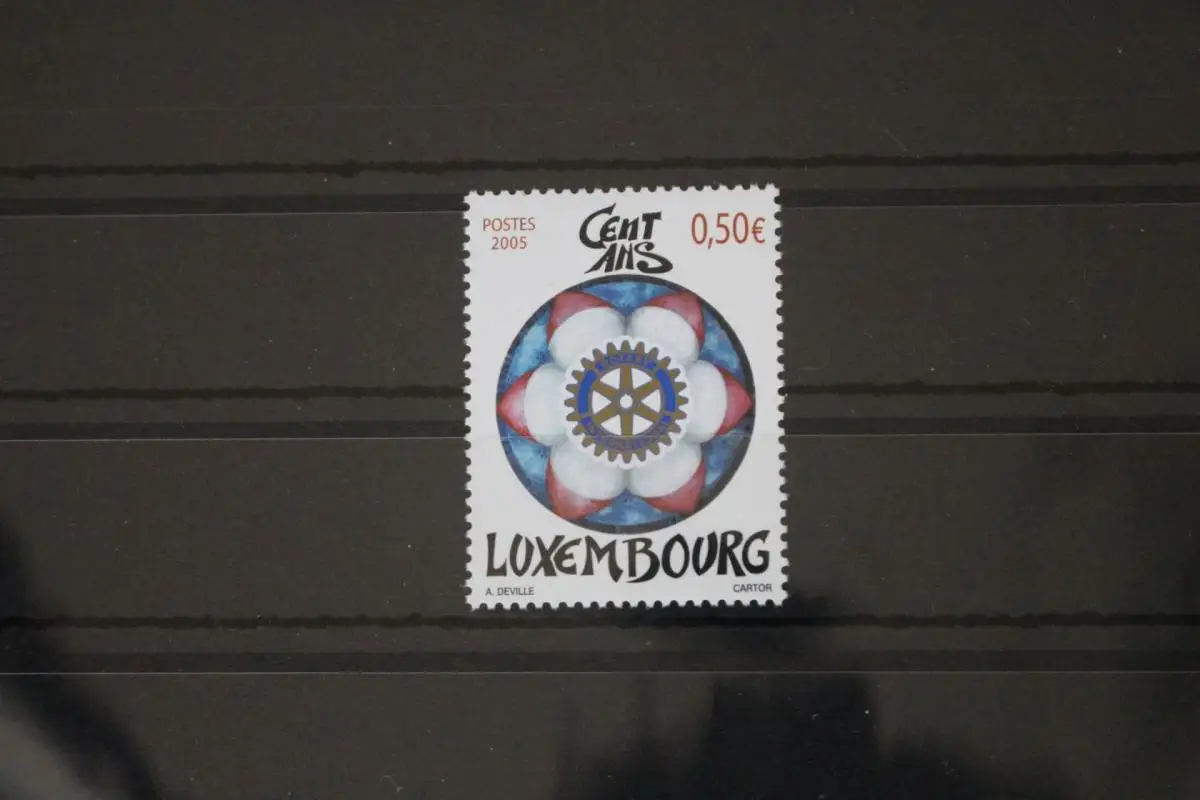 POSTES
2005
CENT
ANS
0,50€
LUXEMBOURG
A. DEVILLE
CARTOR